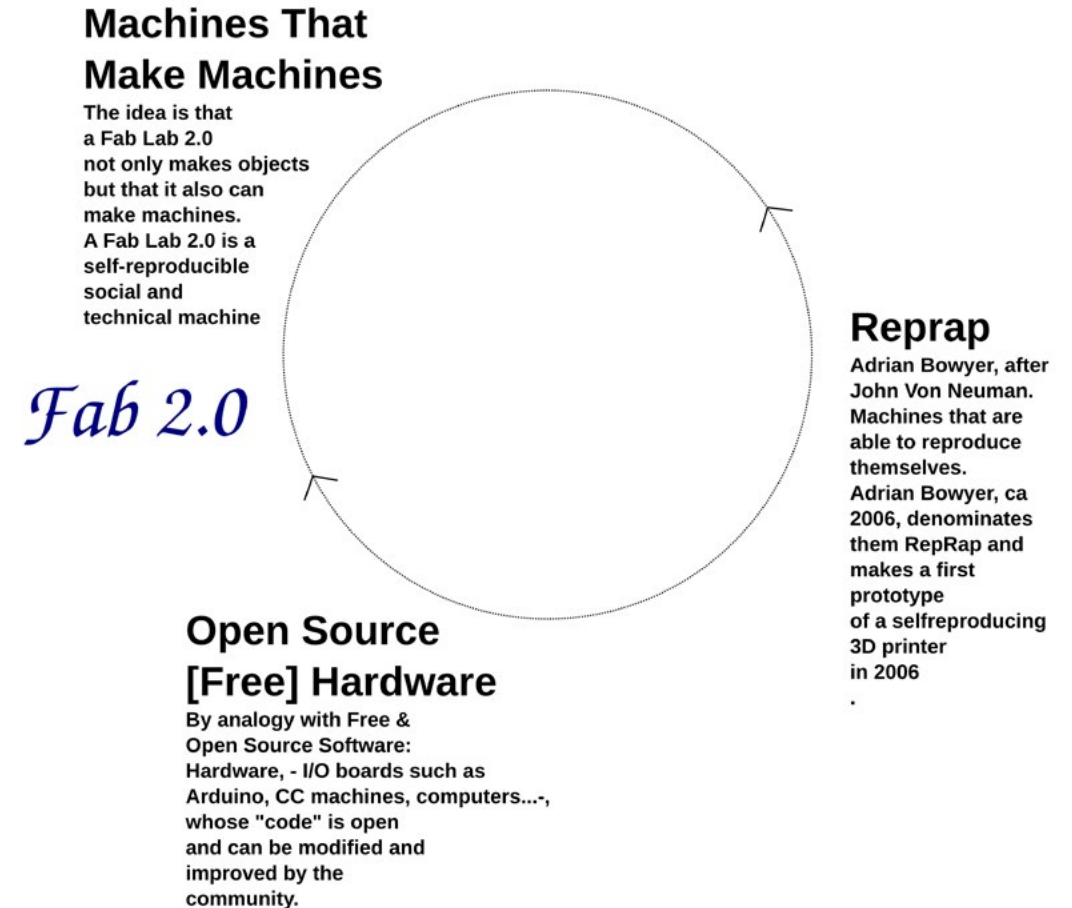 Machines That
Make Machines
The idea is that
a Fab Lab 2.0
not only makes objects
but that it also can
make machines.
A Fab Lab 2.0 is a
self-reproducible
social and
technical machine
Fab 2.0
Reprap
Adrian Bowyer, after
John Von Neuman.
Machines that are
able to reproduce
themselves.
Adrian Bowyer, ca
2006, denominates
them RepRap and
makes a first
prototype
of a selfreproducing
3D printer
in 2006
.
Open Source
[Free] Hardware
By analogy with Free &
Open Source Software:
Hardware, - I/O boards such as
Arduino, CC machines, computers...-,
whose "code" is open
and can be modified and
improved by the
community.